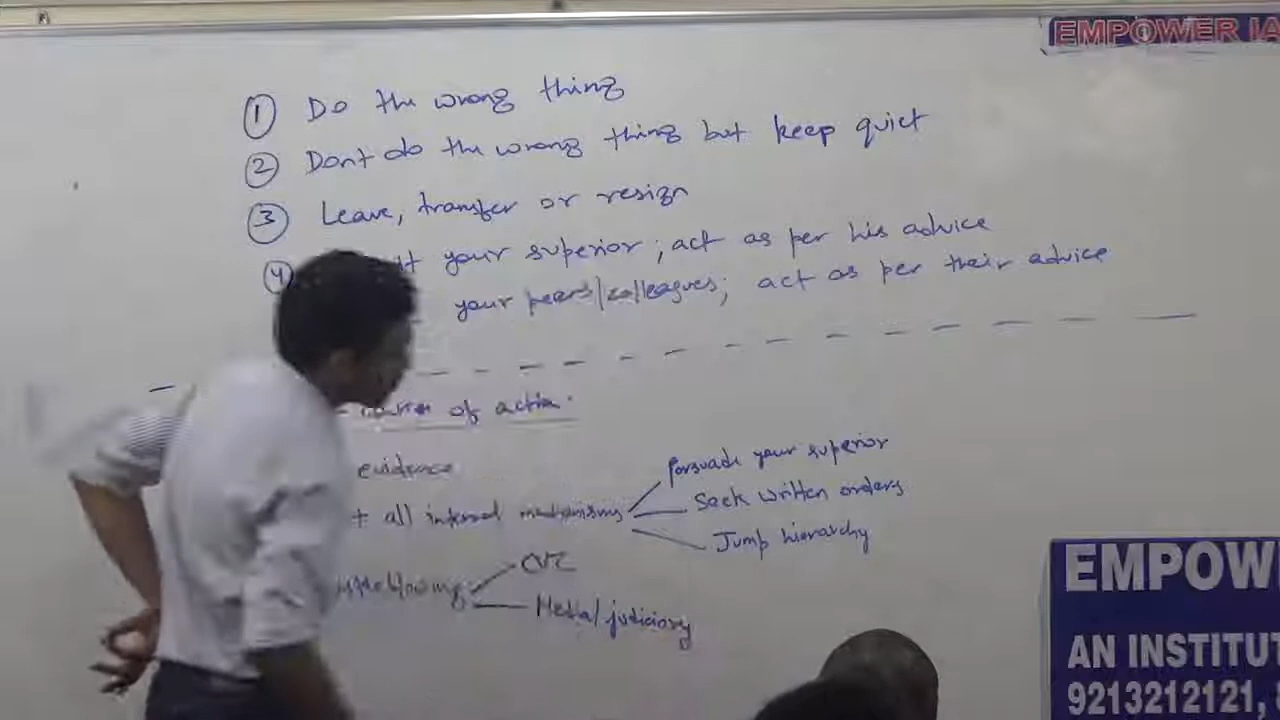 EMPOWER IA
① Do the wrong thing
② Dont do the wrong thing but keep quiet
③ Leave, transfer or resign
④ your superior; act as per his advice
your peers/colleagues; act as per their advice
of action.
evidence
all internal mechanisms
Persuade your superior
Seek written orders
Jump hierarchy
CVC
Media/judiciary
EMPOW
AN INSTITUT
9213212121,